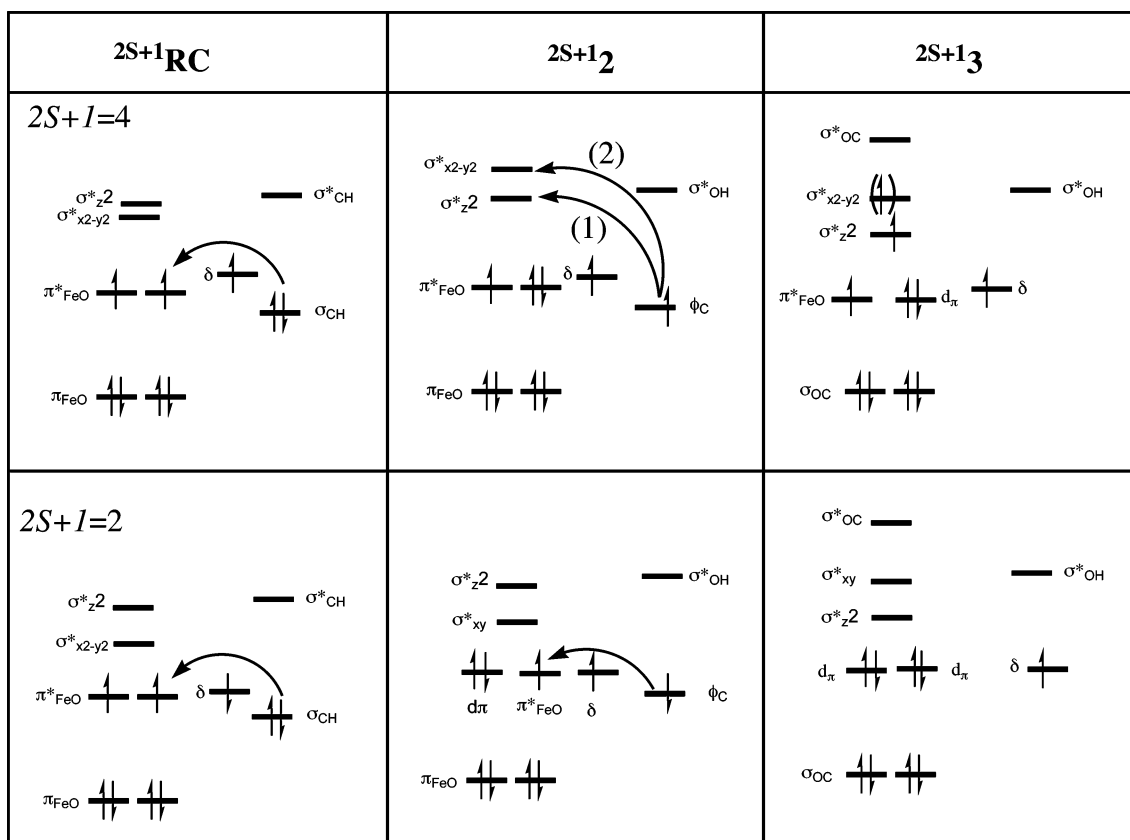 2S+1RC
2S+12
2S+13
2S+1=4
σ*z2
σ*x2-y2
σ*CH
π*FeO
δ
σCH
πFeO
σ*x2-y2
(2)
σ*z2
σ*OH
(1)
π*FeO
δ
ϕC
πFeO
σ*OC
σ*x2-y2
( )
σ*OH
σ*z2
π*FeO
dπ
δ
σOC
2S+1=2
σ*z2
σ*CH
σ*x2-y2
π*FeO
δ
σCH
πFeO
σ*z2
σ*OH
σ*xy
dπ
π*FeO
δ
ϕC
πFeO
σ*OC
σ*xy
σ*OH
σ*z2
dπ
dπ
δ
σOC